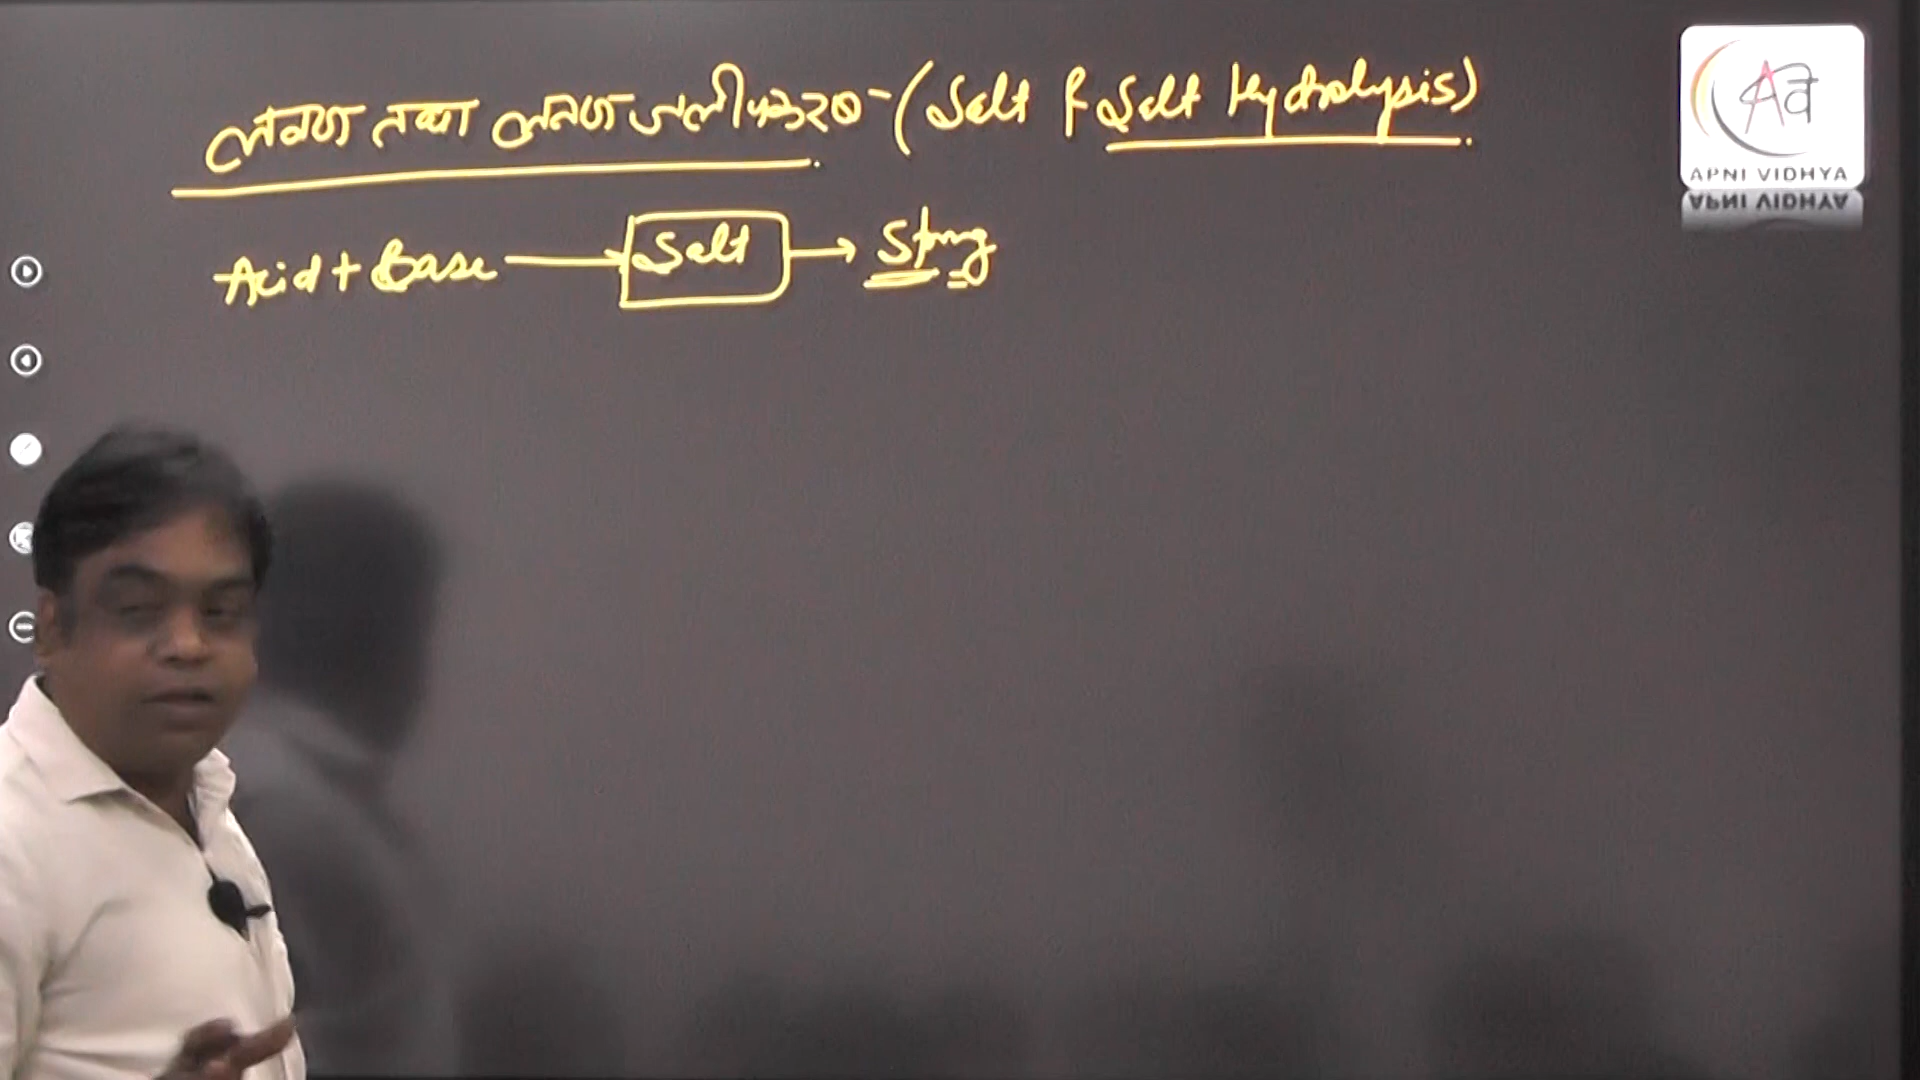 लवण तथा लवण जलीयकरण - (Salt & Salt Hydrolysis)
Acid + Base → Salt → Strong
APNI VIDHYA